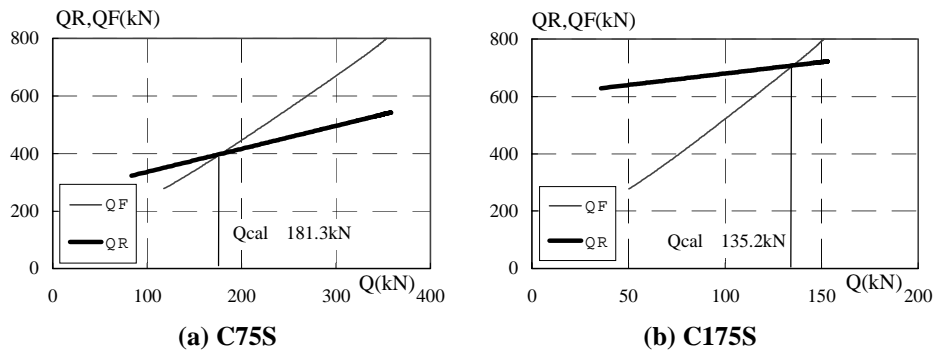 QR,QF(kN)
800
600
400
200
0
QF
QR
Qcal 181.3kN
Q(kN)
0 100 200 300 400
(a) C75S
QR, QF(kN)
800
600
400
200
0
QF
QR
Qcal 135.2kN
Q(kN)
0 50 100 150 200
(b) C175S